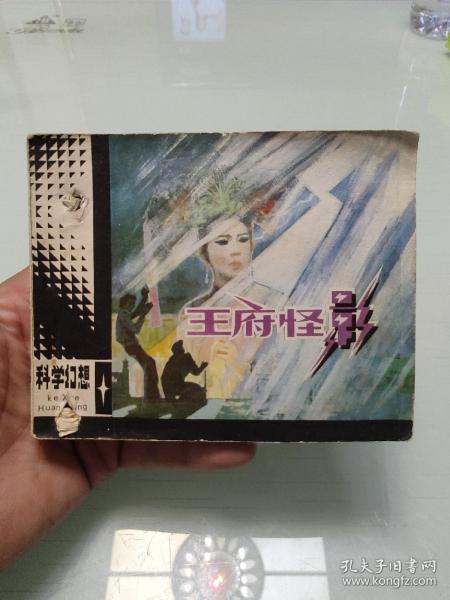 王府怪影
科学幻想
ke Xue
Huan Xiang
孔夫子旧书网
www.kongfz.com